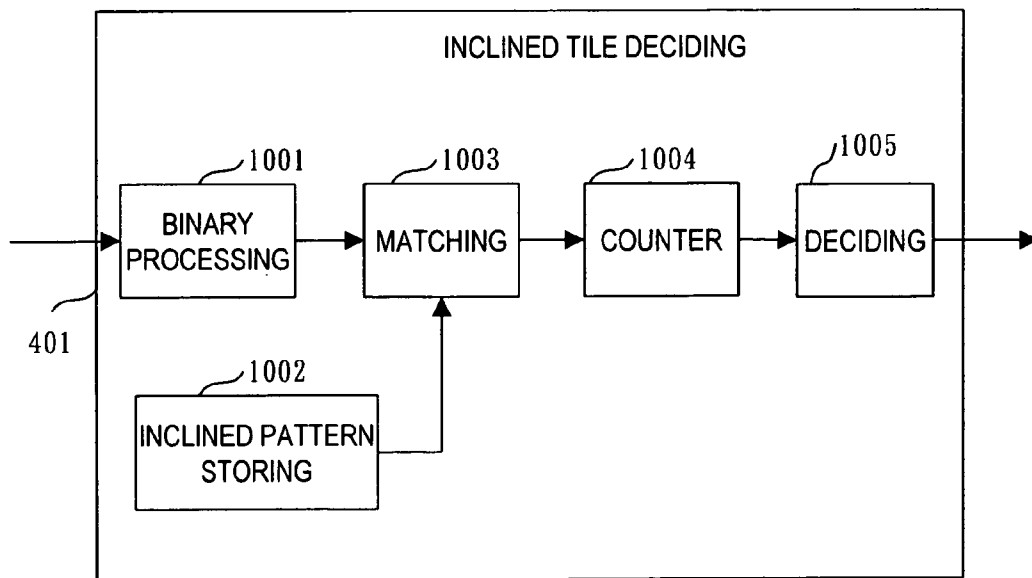 INCLINED TILE DECIDING
1001
1003
1004
1005
BINARY
PROCESSING
MATCHING
COUNTER
DECIDING
401
1002
INCLINED PATTERN
STORING